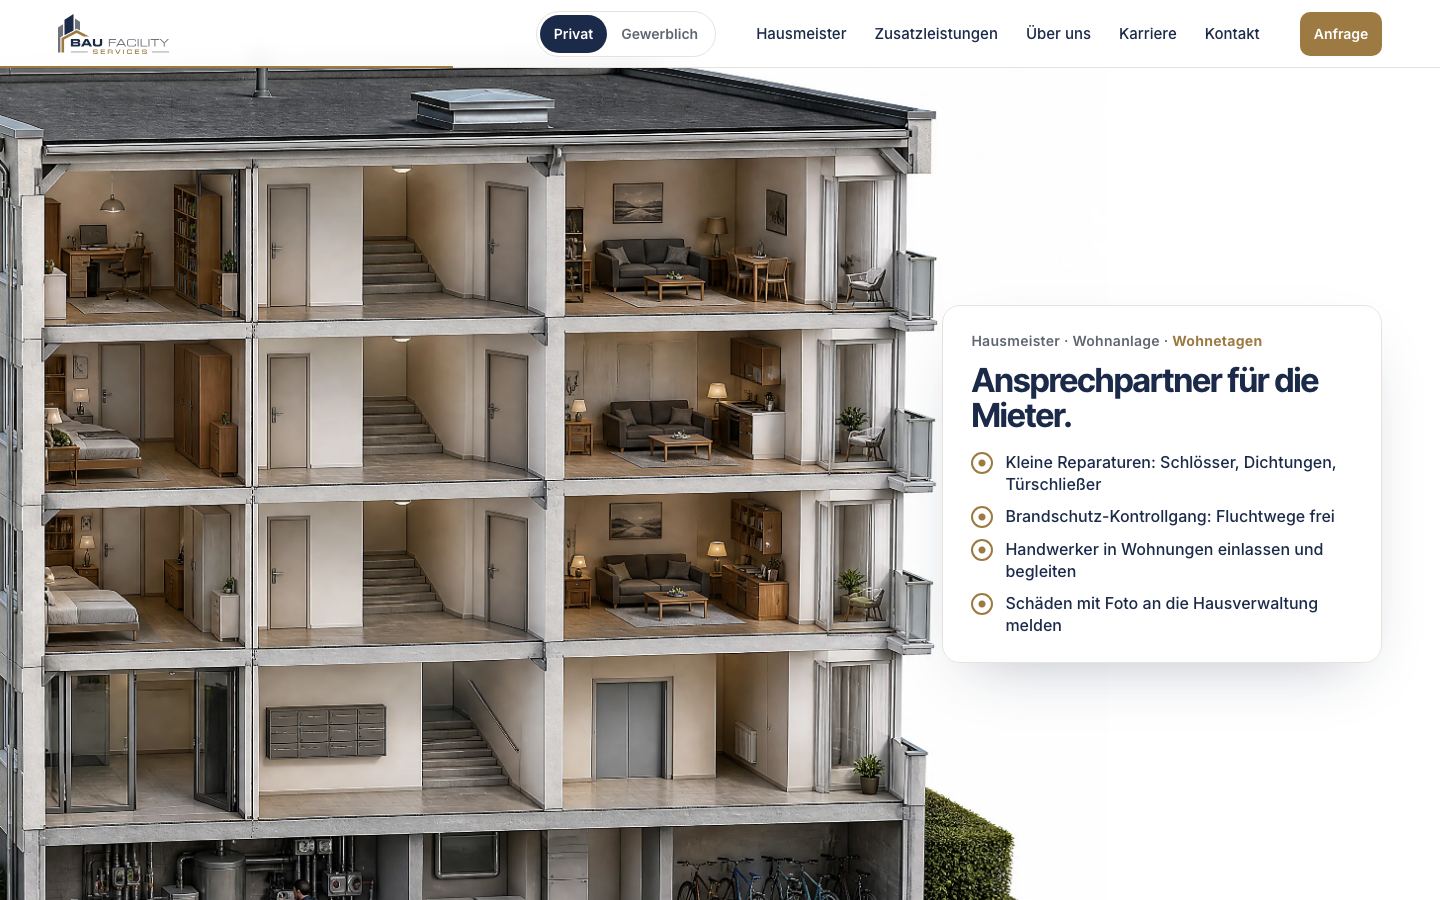 BAU FACILITY
SERVICES
Privat
Gewerblich
Hausmeister
Zusatzleistungen
Über uns
Karriere
Kontakt
Anfrage
Hausmeister · Wohnanlage · Wohnetagen
Ansprechpartner für die
Mieter.
Kleine Reparaturen: Schlösser, Dichtungen,
Türschließer
Brandschutz-Kontrollgang: Fluchtwege frei
Handwerker in Wohnungen einlassen und
begleiten
Schäden mit Foto an die Hausverwaltung
melden